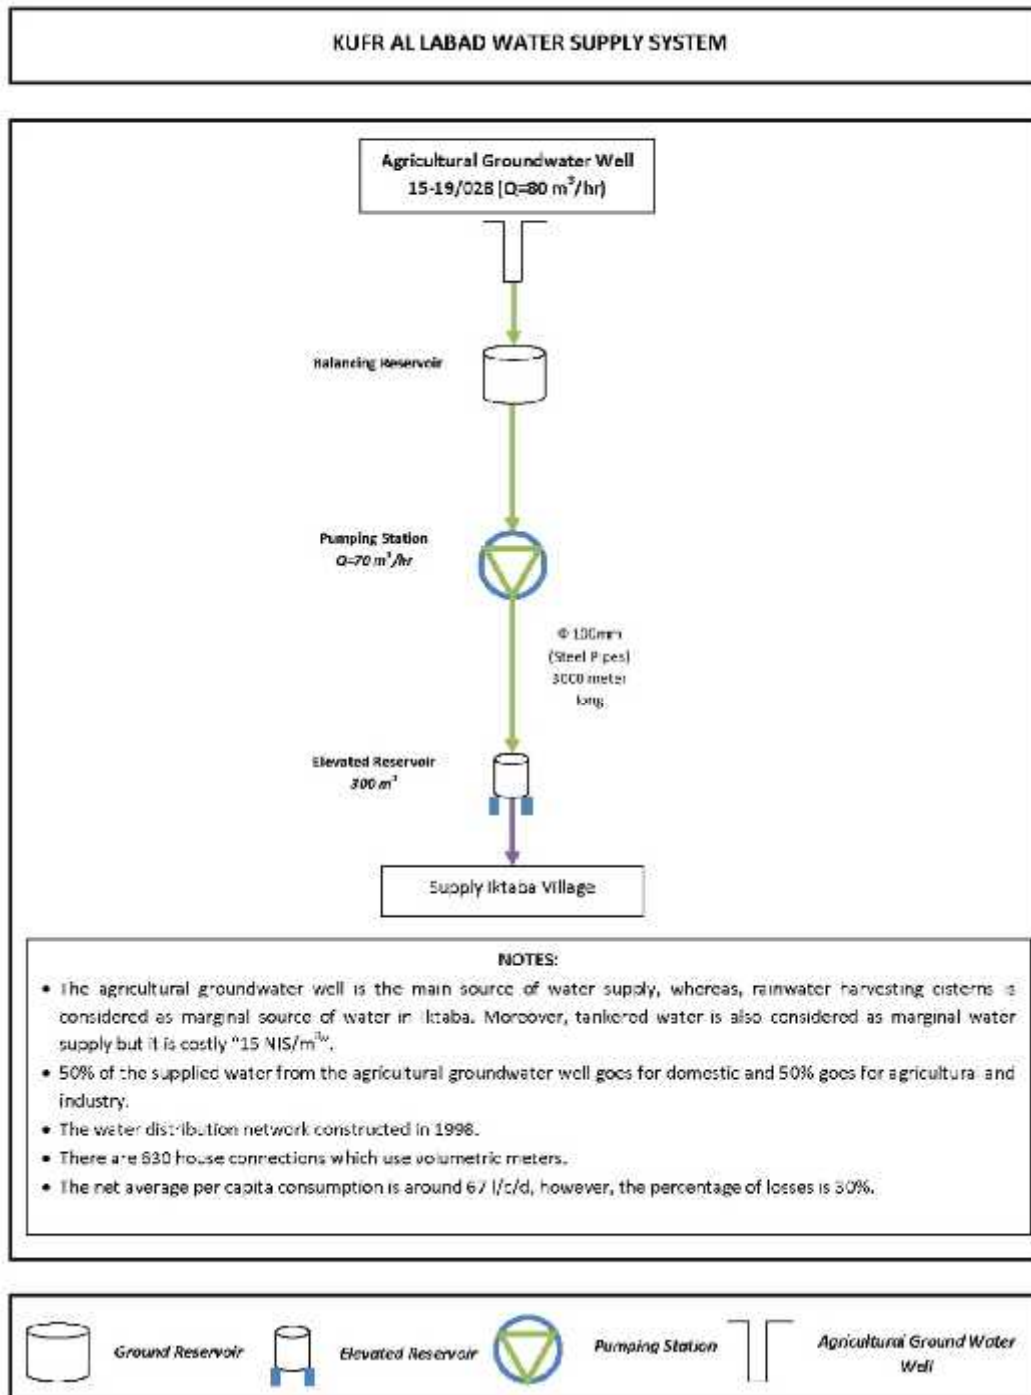 KUFR AL LABAD WATER SUPPLY SYSTEM
Agricultural Groundwater Well
15-19/028 (Q=80 m³/hr)
Balancing Reservoir
Pumping Station
Q=70 m³/hr
Φ 100mm
(Steel Pipes)
3000 meter
long
Elevated Reservoir
300 m³
Supply Iktaba Village
NOTES:
• The agricultural groundwater well is the main source of water supply, whereas, rainwater harvesting cisterns is
considered as marginal source of water in Iktaba. Moreover, tankered water is also considered as marginal water
supply but it is costly "15 NIS/m³".
• 50% of the supplied water from the agricultural groundwater well goes for domestic and 50% goes for agricultural and
industry.
• The water distribution network constructed in 1998.
• There are 630 house connections which use volumetric meters.
• The net average per capita consumption is around 67 l/c/d, however, the percentage of losses is 30%.
Ground Reservoir
Elevated Reservoir
Pumping Station
Agricultural Ground Water
Well